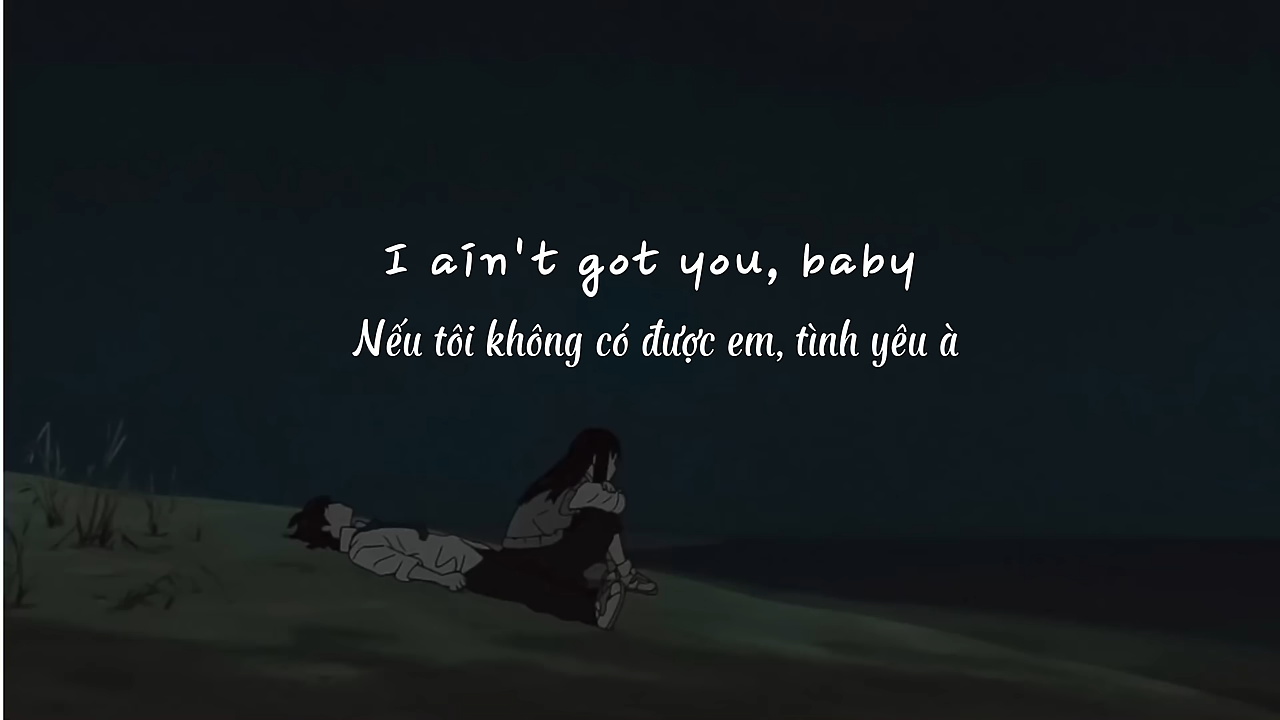 I ain't got you, baby
Nếu tôi không có được em, tình yêu à